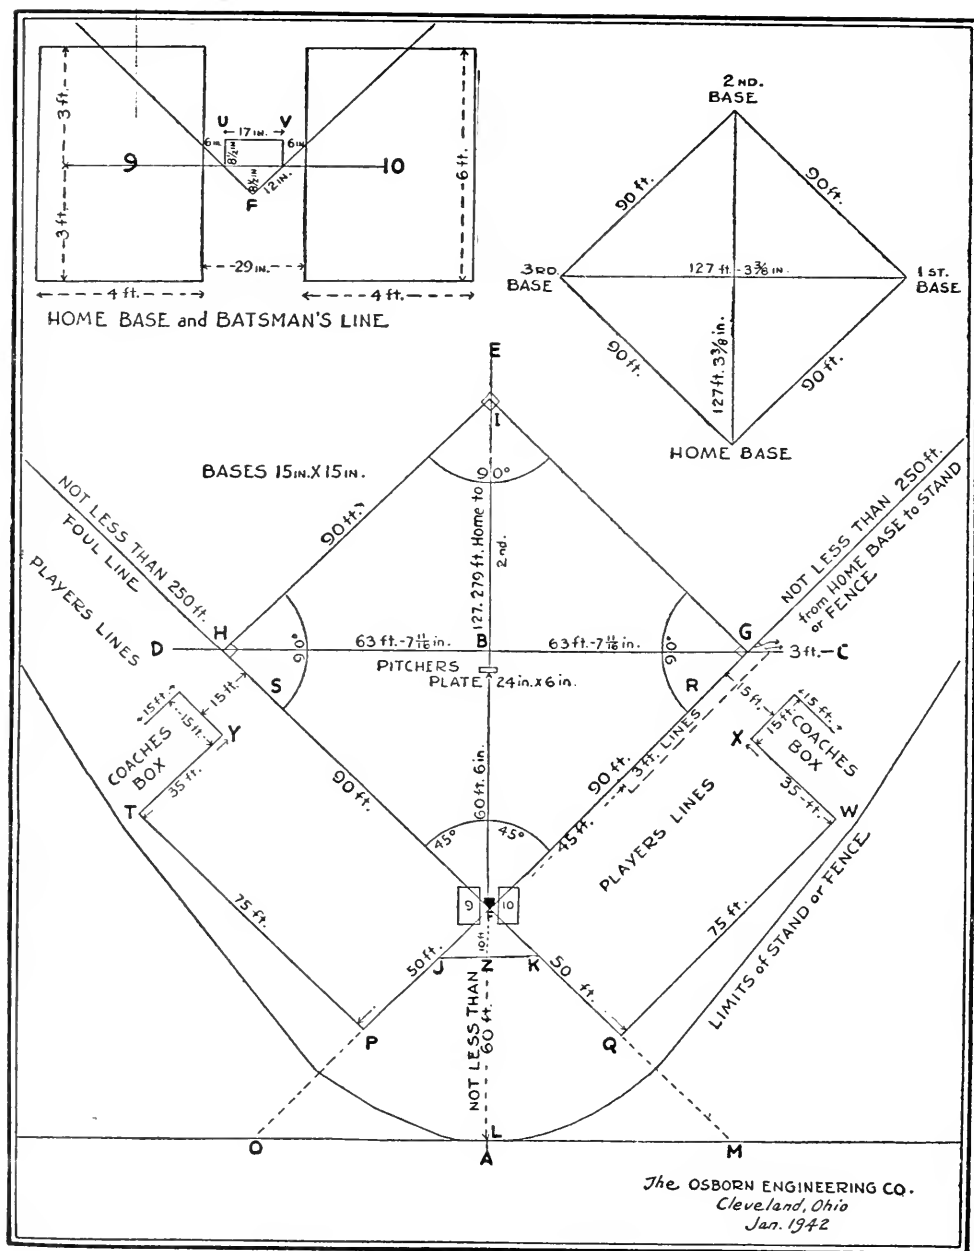 3 ft.
3 ft.
9
U
V
17 IN.
6 IN.
6 IN
8½ IN
8½ IN
12 IN.
F
10
6 ft.
29 IN.
4 ft.
4 ft.
HOME BASE and BATSMAN'S LINE
2 ND.
BASE
90 ft.
90 ft.
3 RD.
BASE
127 ft.-3⅜ in.
1 ST.
BASE
127 ft. 3⅜ in.
90 ft.
90 ft.
HOME BASE
E
I
BASES 15 IN. X 15 IN.
90°
NOT LESS THAN 250 ft.
FOUL LINE
PLAYERS LINES
90 ft.
127.279 ft. Home to
2 nd.
NOT LESS THAN 250 ft.
from HOME BASE to STAND
or FENCE
D
H
90°
63 ft.-7 11/16 in.
B
63 ft.-7 11/16 in.
90°
G
3 ft.-C
PITCHERS
PLATE 24 in. x 6 in.
S
R
15 ft.
15 ft.
15 ft.
15 ft.
15 ft.
15 ft.
Y
X
COACHES
BOX
COACHES
BOX
35 ft.
35 ft.
T
W
90 ft.
60 ft. 6 in.
90 ft.
3 ft. LINES
45 ft.
PLAYERS LINES
45°
45°
75 ft.
75 ft.
9
F
10
10 ft.
50 ft.
J
Z
K
50 ft.
LIMITS of STAND or FENCE
NOT LESS THAN
60 ft.
P
Q
L
O
A
M
The OSBORN ENGINEERING CO.
Cleveland, Ohio
Jan. 1942